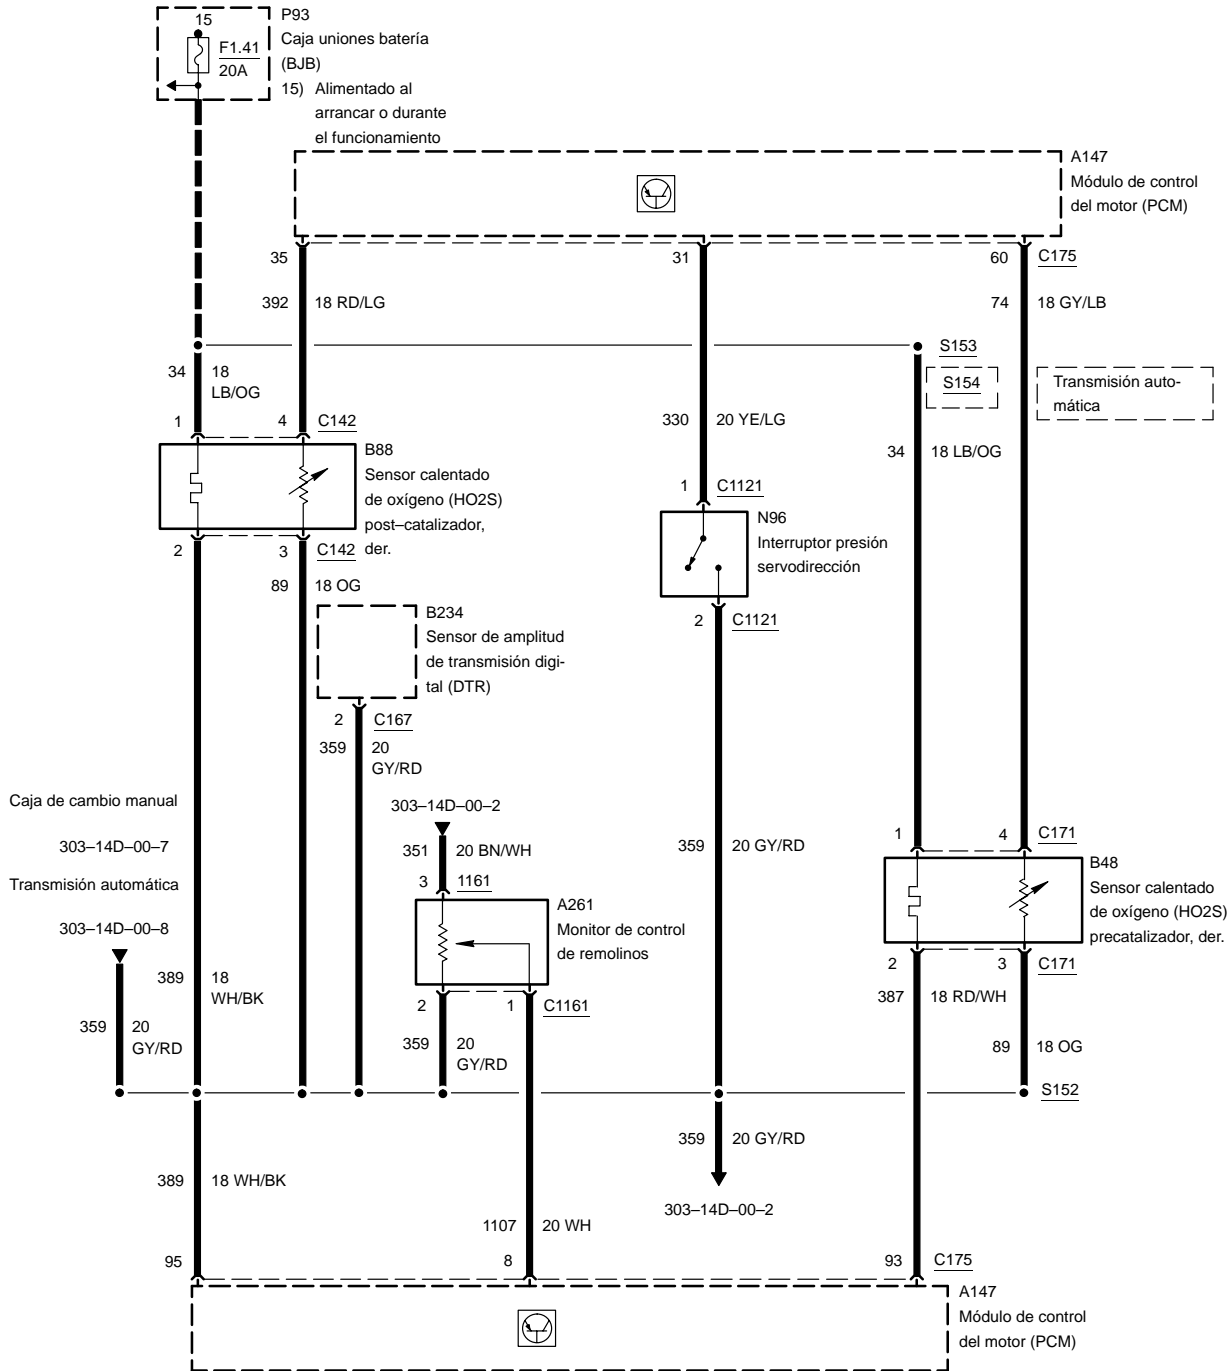 15
P93
Caja uniones batería
(BJB)
F1.41
20A
15) Alimentado al
arrancar o durante
el funcionamiento
A147
Módulo de control
del motor (PCM)
35
31
60
C175
392
18 RD/LG
74
18 GY/LB
S153
34
18
LB/OG
S154
Transmisión auto-
mática
1
4
C142
330
20 YE/LG
34
18 LB/OG
B88
Sensor calentado
de oxígeno (HO2S)
post–catalizador,
der.
1
C1121
N96
Interruptor presión
servodirección
2
3
C142
89
18 OG
2
C1121
B234
Sensor de amplitud
de transmisión digi-
tal (DTR)
2
C167
359
20
GY/RD
Caja de cambio manual
303–14D–00–7
Transmisión automática
303–14D–00–8
303–14D–00–2
351
20 BN/WH
3
1161
A261
Monitor de control
de remolinos
359
20 GY/RD
1
4
C171
B48
Sensor calentado
de oxígeno (HO2S)
precatalizador, der.
2
3
C171
389
18
WH/BK
359
20
GY/RD
2
1
C1161
359
20
GY/RD
387
18 RD/WH
89
18 OG
S152
359
20 GY/RD
303–14D–00–2
389
18 WH/BK
1107
20 WH
95
8
93
C175
A147
Módulo de control
del motor (PCM)